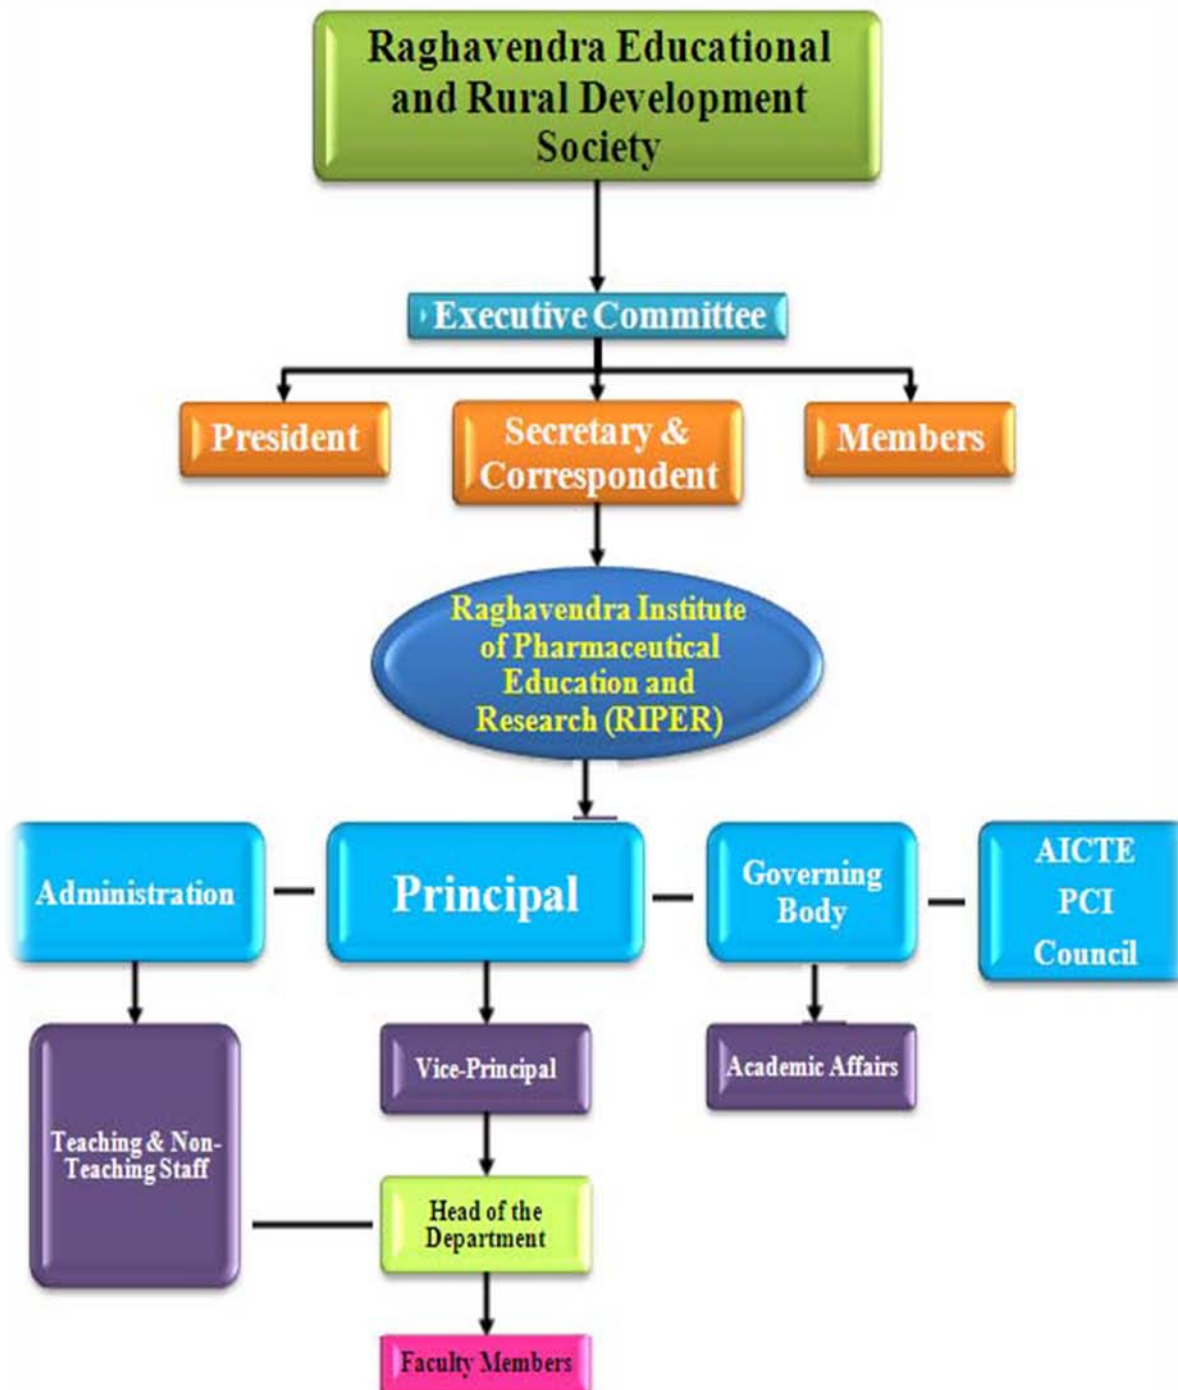 Raghavendra Educational
and Rural Development
Society
Executive Committee
President
Secretary &
Correspondent
Members
Raghavendra Institute
of Pharmaceutical
Education and
Research (RIPER)
Administration
Principal
Governing
Body
AICTE
PCI
Council
Teaching & Non-
Teaching Staff
Vice-Principal
Academic Affairs
Head of the
Department
Faculty Members